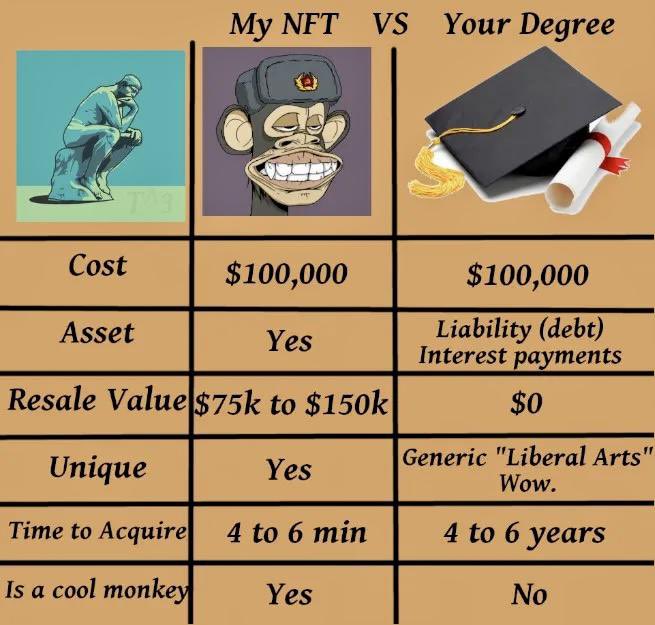 My NFT VS Your Degree
Cost $100,000 $100,000
Asset Yes Liability (debt)
Interest payments
Resale Value $75k to $150k $0
Unique Yes Generic "Liberal Arts"
Wow.
Time to Acquire 4 to 6 min 4 to 6 years
Is a cool monkey Yes No